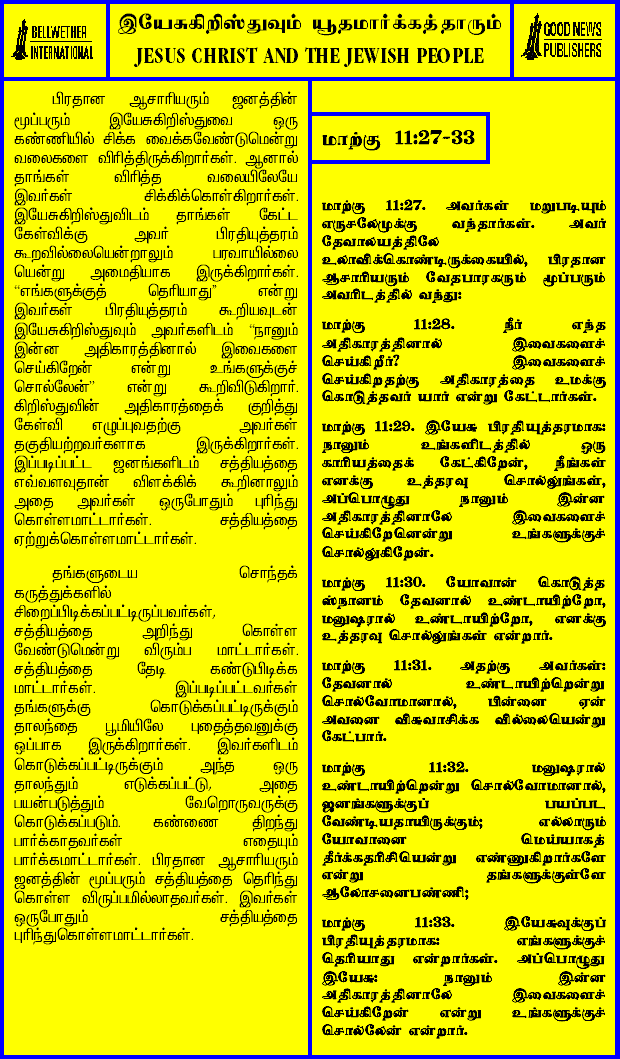 BELLWETHER
INTERNATIONAL
இயேசுகிறிஸ்துவும் யூதமார்க்கத்தாரும்
JESUS CHRIST AND THE JEWISH PEOPLE
GOOD NEWS
PUBLISHERS
பிரதான ஆசாரியரும் ஜனத்தின்
மூப்பரும் இயேசுகிறிஸ்துவை ஒரு
கண்ணியில் சிக்க வைக்கவேண்டுமென்று
வலைகளை விரித்திருக்கிறார்கள். ஆனால்
தாங்கள் விரித்த வலையிலேயே
இவர்கள் சிக்கிக்கொள்கிறார்கள்.
இயேசுகிறிஸ்துவிடம் தாங்கள் கேட்ட
கேள்விக்கு அவர் பிரதியுத்தரம்
கூறவில்லையென்றாலும் பரவாயில்லை
யென்று அமைதியாக இருக்கிறார்கள்.
“எங்களுக்குத் தெரியாது” என்று
இவர்கள் பிரதியுத்தரம் கூறியவுடன்
இயேசுகிறிஸ்துவும் அவர்களிடம் “நானும்
இன்ன அதிகாரத்தினால் இவைகளை
செய்கிறேன் என்று உங்களுக்குச்
சொல்லேன்” என்று கூறிவிடுகிறார்.
கிறிஸ்துவின் அதிகாரத்தைக் குறித்து
கேள்வி எழுப்புவதற்கு அவர்கள்
தகுதியற்றவர்களாக இருக்கிறார்கள்.
இப்படிப்பட்ட ஜனங்களிடம் சத்தியத்தை
எவ்வளவுதான் விளக்கிக் கூறினாலும்
அதை அவர்கள் ஒருபோதும் புரிந்து
கொள்ளமாட்டார்கள். சத்தியத்தை
ஏற்றுக்கொள்ளமாட்டார்கள்.
தங்களுடைய சொந்தக்
கருத்துக்களில்
சிறைப்பிடிக்கப்பட்டிருப்பவர்கள்,
சத்தியத்தை அறிந்து கொள்ள
வேண்டுமென்று விரும்ப மாட்டார்கள்.
சத்தியத்தை தேடி கண்டுபிடிக்க
மாட்டார்கள். இப்படிப்பட்டவர்கள்
தங்களுக்கு கொடுக்கப்பட்டிருக்கும்
தாலந்தை பூமியிலே புதைத்தவனுக்கு
ஒப்பாக இருக்கிறார்கள். இவர்களிடம்
கொடுக்கப்பட்டிருக்கும் அந்த ஒரு
தாலந்தும் எடுக்கப்பட்டு, அதை
பயன்படுத்தும் வேறொருவருக்கு
கொடுக்கப்படும். கண்ணை திறந்து
பார்க்காதவர்கள் எதையும்
பார்க்கமாட்டார்கள். பிரதான ஆசாரியரும்
ஜனத்தின் மூப்பரும் சத்தியத்தை தெரிந்து
கொள்ள விருப்பமில்லாதவர்கள். இவர்கள்
ஒருபோதும் சத்தியத்தை
புரிந்துகொள்ளமாட்டார்கள்.
மாற்கு 11:27-33
மாற்கு 11:27. அவர்கள் மறுபடியும்
எருசலேமுக்கு வந்தார்கள். அவர்
தேவாலயத்திலே
உலாவிக்கொண்டிருக்கையில், பிரதான
ஆசாரியரும் வேதபாரகரும் மூப்பரும்
அவரிடத்தில் வந்து:
மாற்கு 11:28. நீர் எந்த
அதிகாரத்தினால் இவைகளைச்
செய்கிறீர்? இவைகளைச்
செய்கிறதற்கு அதிகாரத்தை உமக்கு
கொடுத்தவர் யார் என்று கேட்டார்கள்.
மாற்கு 11:29. இயேசு பிரதியுத்தரமாக:
நானும் உங்களிடத்தில் ஒரு
காரியத்தைக் கேட்கிறேன், நீங்கள்
எனக்கு உத்தரவு சொல்லுங்கள்,
அப்பொழுது நானும் இன்ன
அதிகாரத்தினாலே இவைகளைச்
செய்கிறேனென்று உங்களுக்குச்
சொல்லுகிறேன்.
மாற்கு 11:30. யோவான் கொடுத்த
ஸ்நானம் தேவனால் உண்டாயிற்றோ,
மனுஷரால் உண்டாயிற்றோ, எனக்கு
உத்தரவு சொல்லுங்கள் என்றார்.
மாற்கு 11:31. அதற்கு அவர்கள்:
தேவனால் உண்டாயிற்றென்று
சொல்வோமானால், பின்னை ஏன்
அவனை விசுவாசிக்க வில்லையென்று
கேட்பார்.
மாற்கு 11:32. மனுஷரால்
உண்டாயிற்றென்று சொல்வோமானால்,
ஜனங்களுக்குப் பயப்பட
வேண்டியதாயிருக்கும்; எல்லாரும்
யோவானை மெய்யாகத்
தீர்க்கதரிசியென்று எண்ணுகிறார்களே
என்று தங்களுக்குள்ளே
ஆலோசனைபண்ணி;
மாற்கு 11:33. இயேசுவுக்குப்
பிரதியுத்தரமாக: எங்களுக்குச்
தெரியாது என்றார்கள். அப்பொழுது
இயேசு: நானும் இன்ன
அதிகாரத்தினாலே இவைகளைச்
செய்கிறேன் என்று உங்களுக்குச்
சொல்லேன் என்றார்.